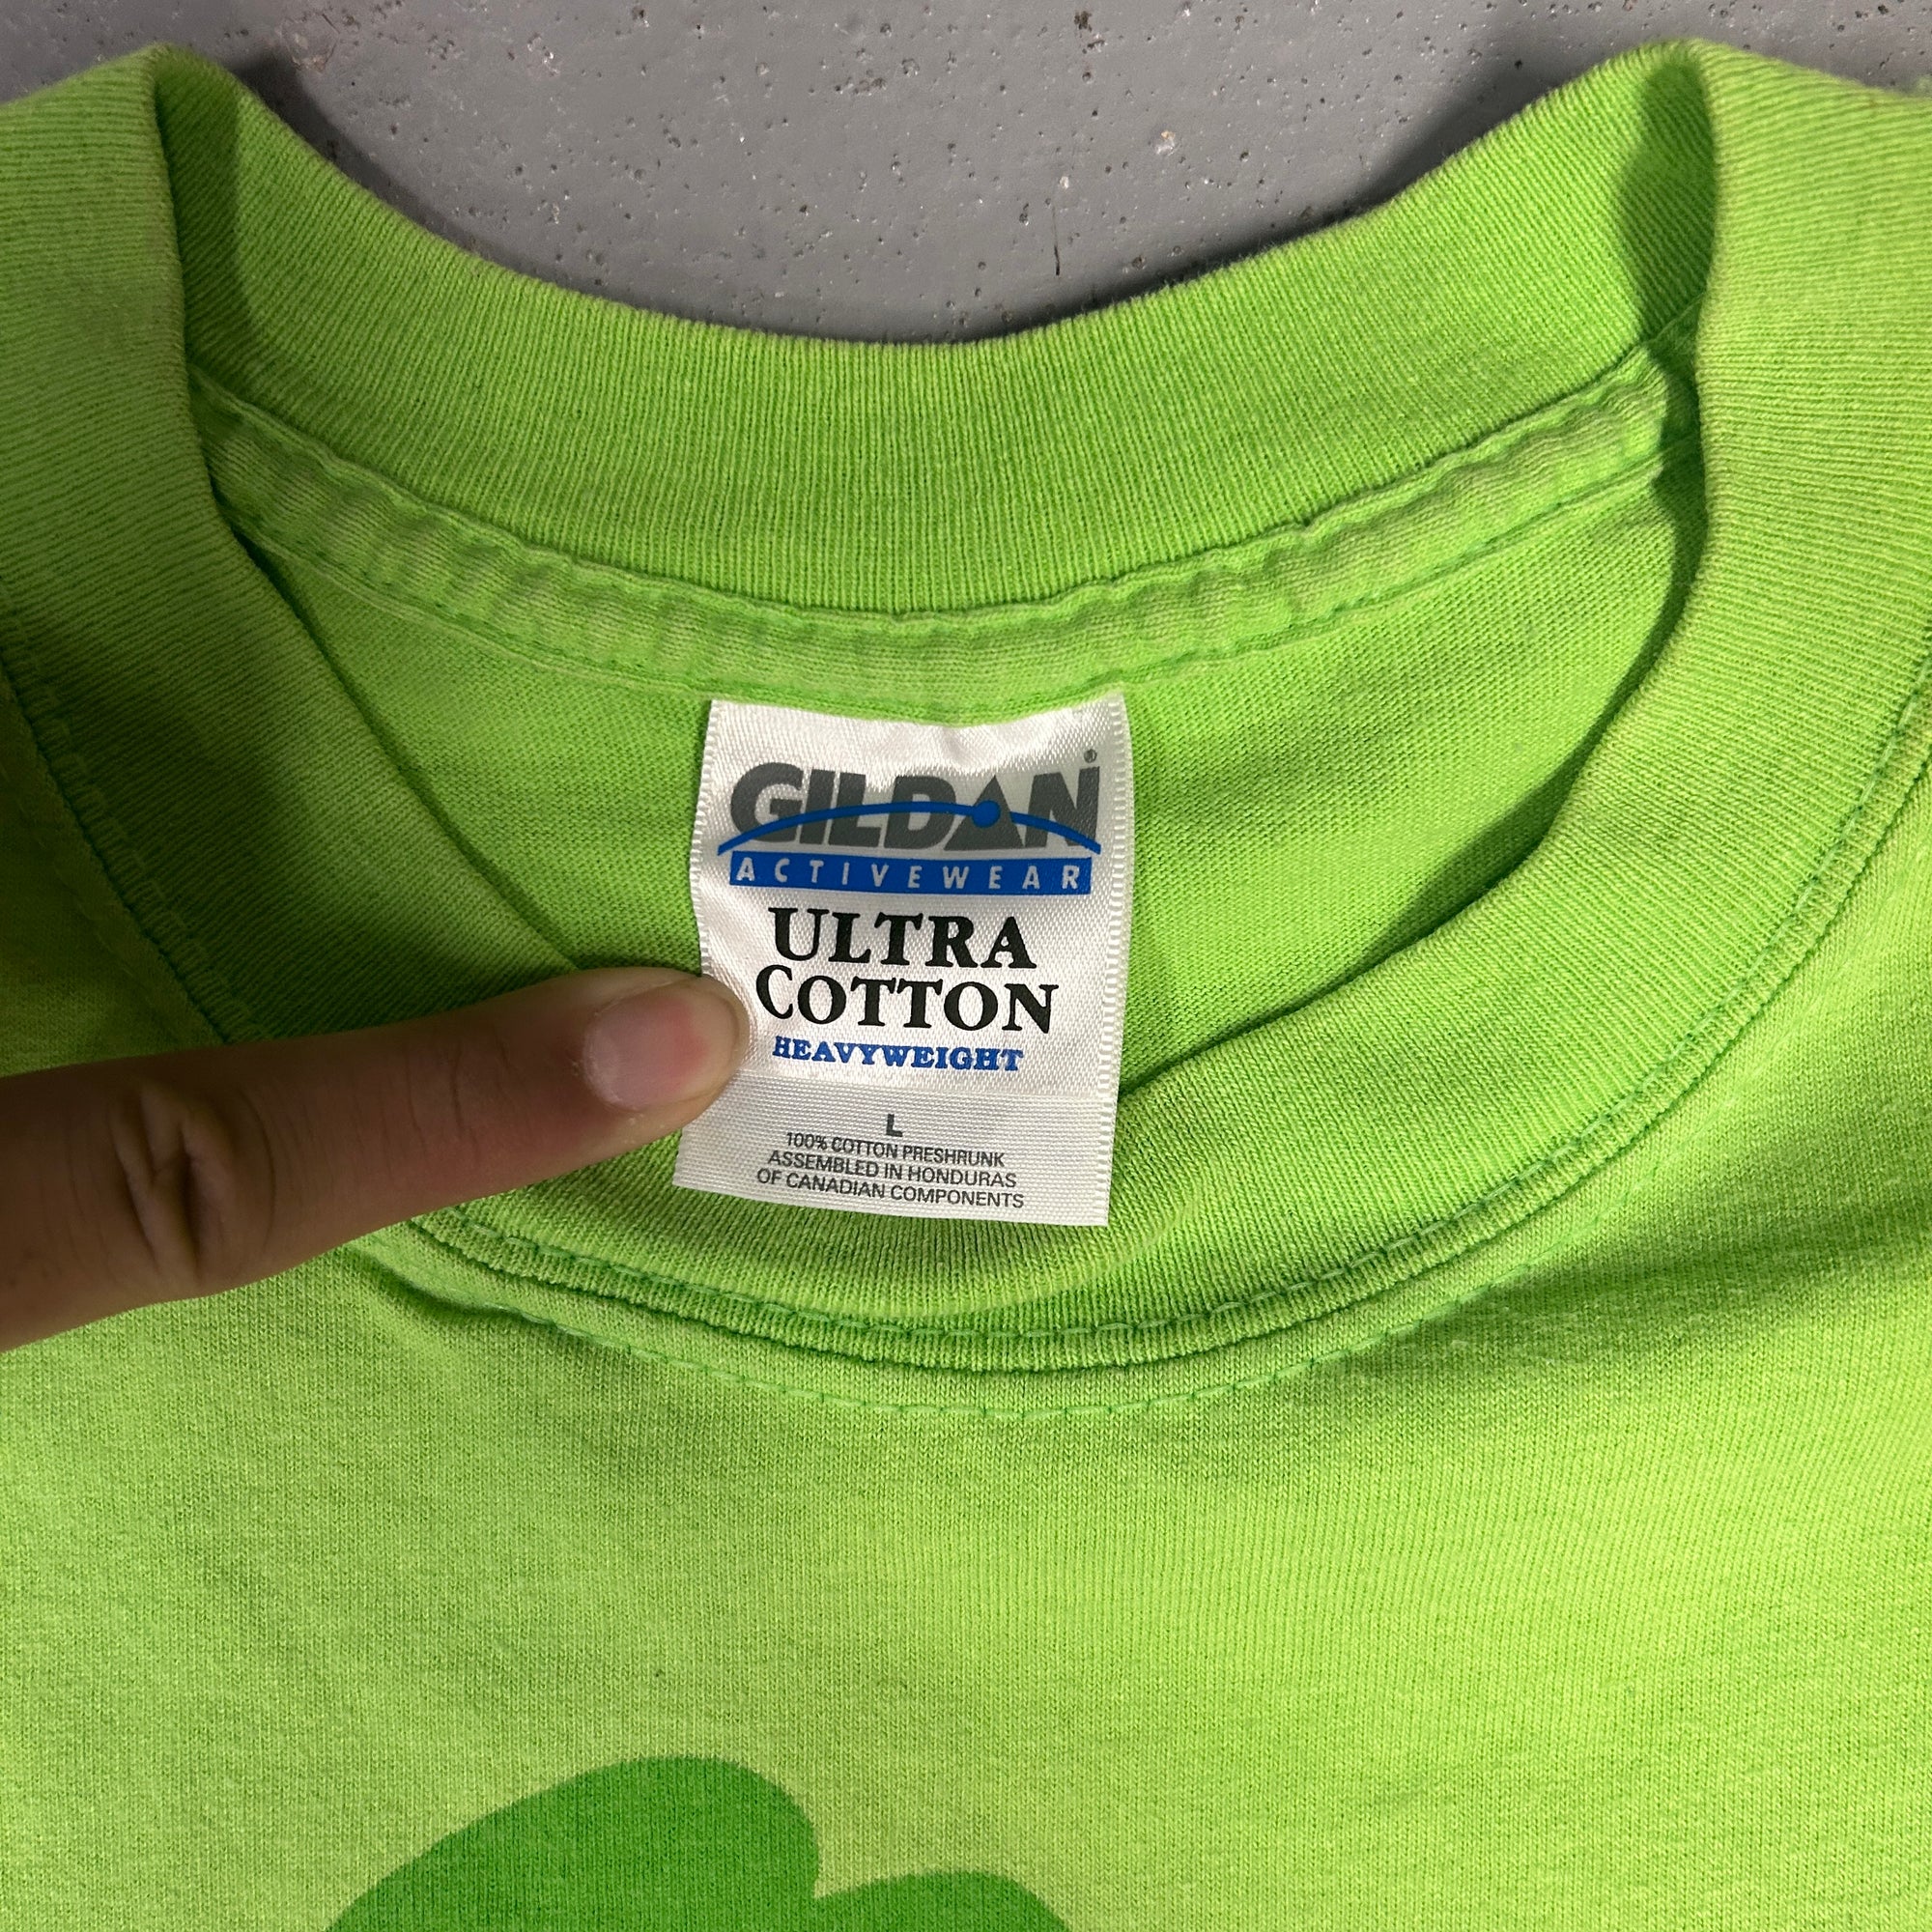 GILDAN®
ACTIVEWEAR
ULTRA
COTTON
HEAVYWEIGHT
L
100% COTTON PRESHRUNK
ASSEMBLED IN HONDURAS
OF CANADIAN COMPONENTS